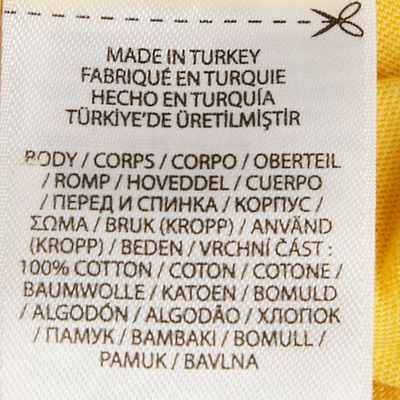 MADE IN TURKEY
FABRIQUÉ EN TURQUIE
HECHO EN TURQUÍA
TÜRKİYE'DE ÜRETİLMİŞTİR
BODY / CORPS / CORPO / OBERTEIL
/ ROMP / HOVEDDEL / CUERPO
/ ПЕРЕД И СПИНКА / КОРПУС /
ΣΩΜΑ / BRUK (KROPP) / ANVÄND
(KROPP) / BEDEN / VRCHNÍ ČÁST :
100% COTTON / COTON / COTONE /
BAUMWOLLE / KATOEN / BOMULD
/ ALGODÓN / ALGODÃO / ХЛОПОК
/ ПАМУК / ΒΑΜΒΑΚΙ / BOMULL /
PAMUK / BAVLNA